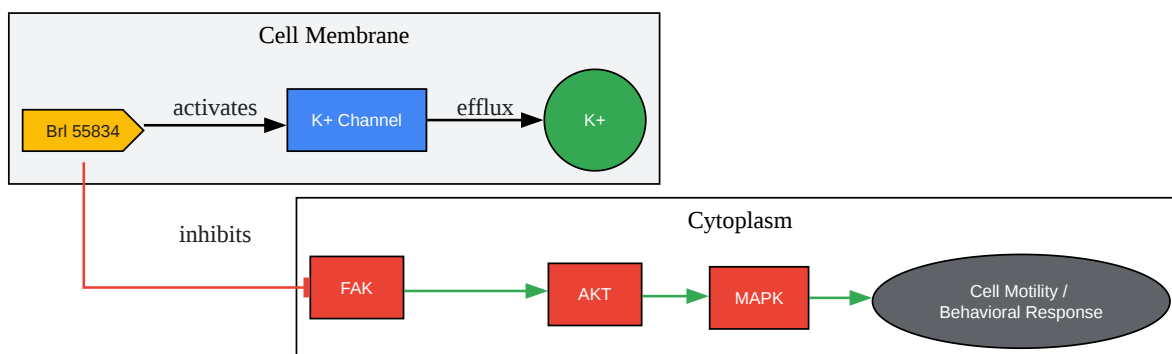 Cell Membrane
activates
efflux
Brl 55834
K+ Channel
K+
Cytoplasm
inhibits
FAK
AKT
MAPK
Cell Motility /
Behavioral Response